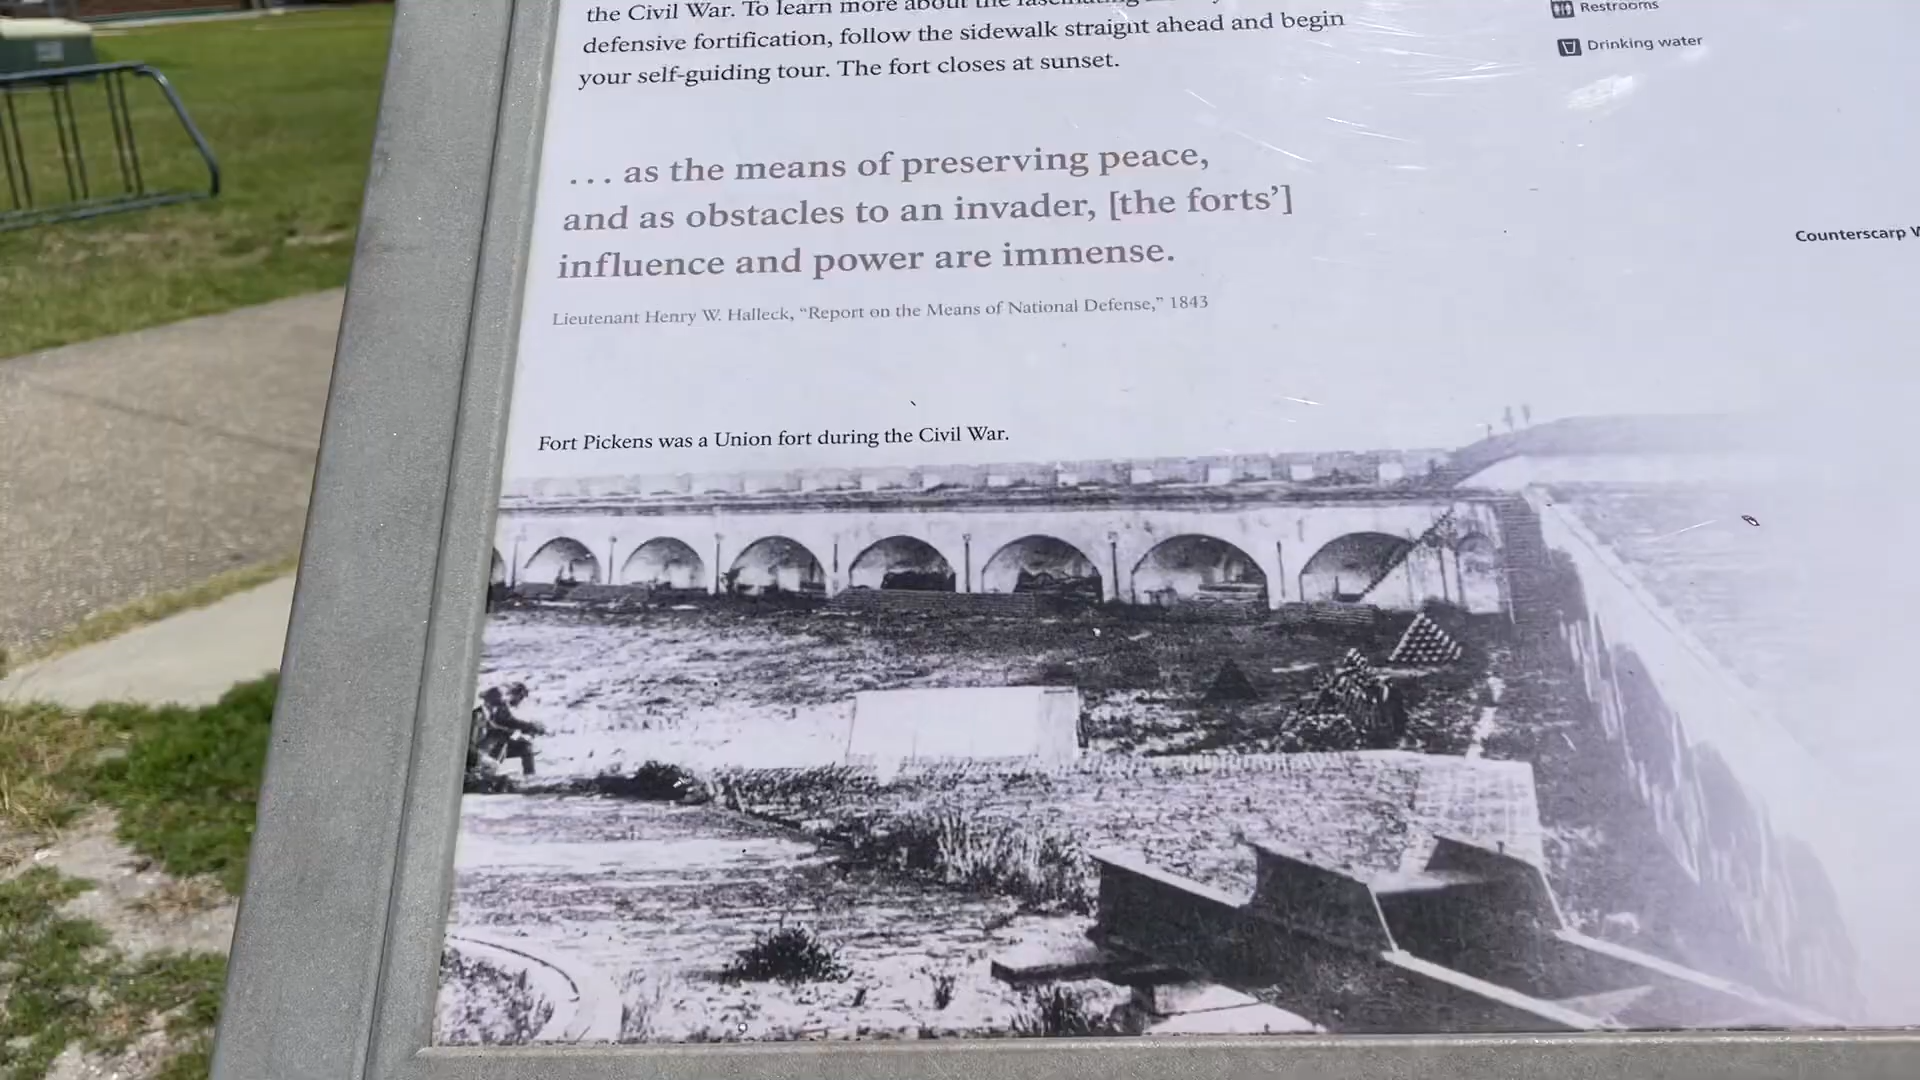 the Civil War. To learn more about the
defensive fortification, follow the sidewalk straight ahead and begin
your self-guiding tour. The fort closes at sunset.
... as the means of preserving peace,
and as obstacles to an invader, [the forts']
influence and power are immense.
Lieutenant Henry W. Halleck, “Report on the Means of National Defense,” 1843
Fort Pickens was a Union fort during the Civil War.
Restrooms
Drinking water
Counterscarp